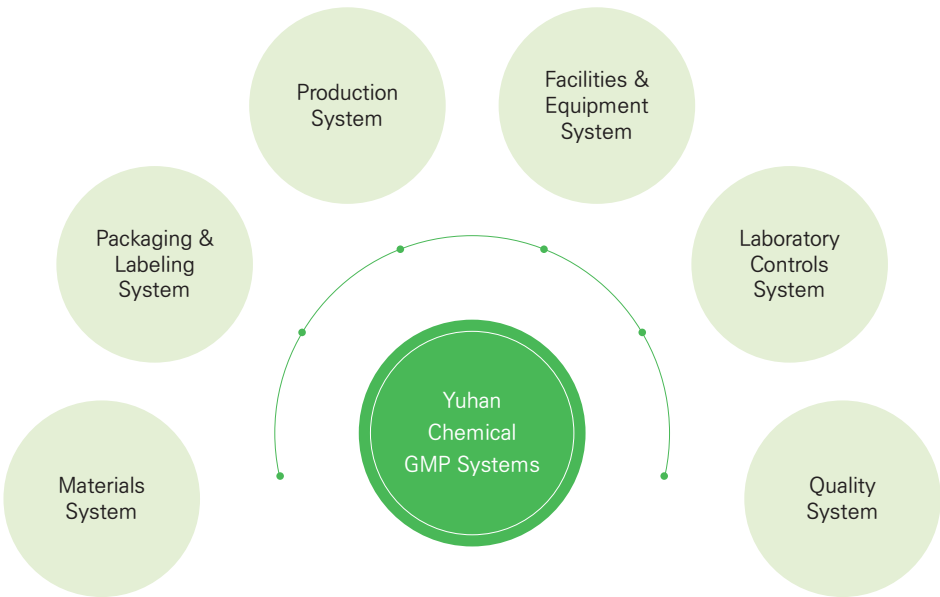 Production
System
Facilities &
Equipment
System
Packaging &
Labeling
System
Laboratory
Controls
System
Yuhan
Chemical
GMP Systems
Materials
System
Quality
System